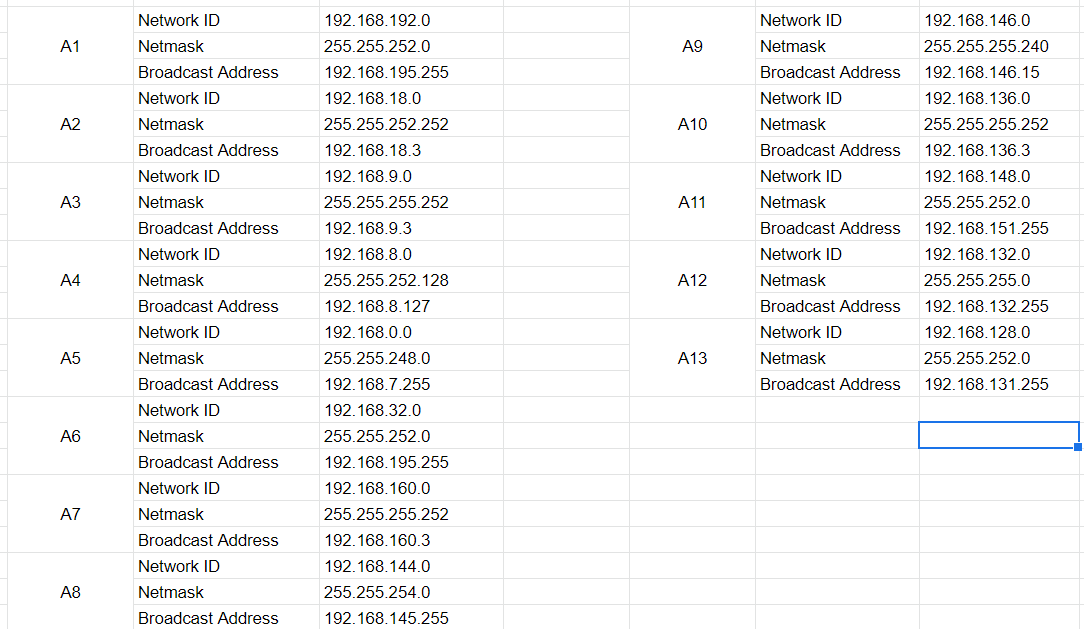 Network ID 192.168.192.0
A1 Netmask 255.255.252.0
Broadcast Address 192.168.195.255
Network ID 192.168.18.0
A2 Netmask 255.255.252.252
Broadcast Address 192.168.18.3
Network ID 192.168.9.0
A3 Netmask 255.255.255.252
Broadcast Address 192.168.9.3
Network ID 192.168.8.0
A4 Netmask 255.255.252.128
Broadcast Address 192.168.8.127
Network ID 192.168.0.0
A5 Netmask 255.255.248.0
Broadcast Address 192.168.7.255
Network ID 192.168.32.0
A6 Netmask 255.255.252.0
Broadcast Address 192.168.195.255
Network ID 192.168.160.0
A7 Netmask 255.255.255.252
Broadcast Address 192.168.160.3
Network ID 192.168.144.0
A8 Netmask 255.255.254.0
Broadcast Address 192.168.145.255
Network ID 192.168.146.0
A9 Netmask 255.255.255.240
Broadcast Address 192.168.146.15
Network ID 192.168.136.0
A10 Netmask 255.255.255.252
Broadcast Address 192.168.136.3
Network ID 192.168.148.0
A11 Netmask 255.255.252.0
Broadcast Address 192.168.151.255
Network ID 192.168.132.0
A12 Netmask 255.255.255.0
Broadcast Address 192.168.132.255
Network ID 192.168.128.0
A13 Netmask 255.255.252.0
Broadcast Address 192.168.131.255